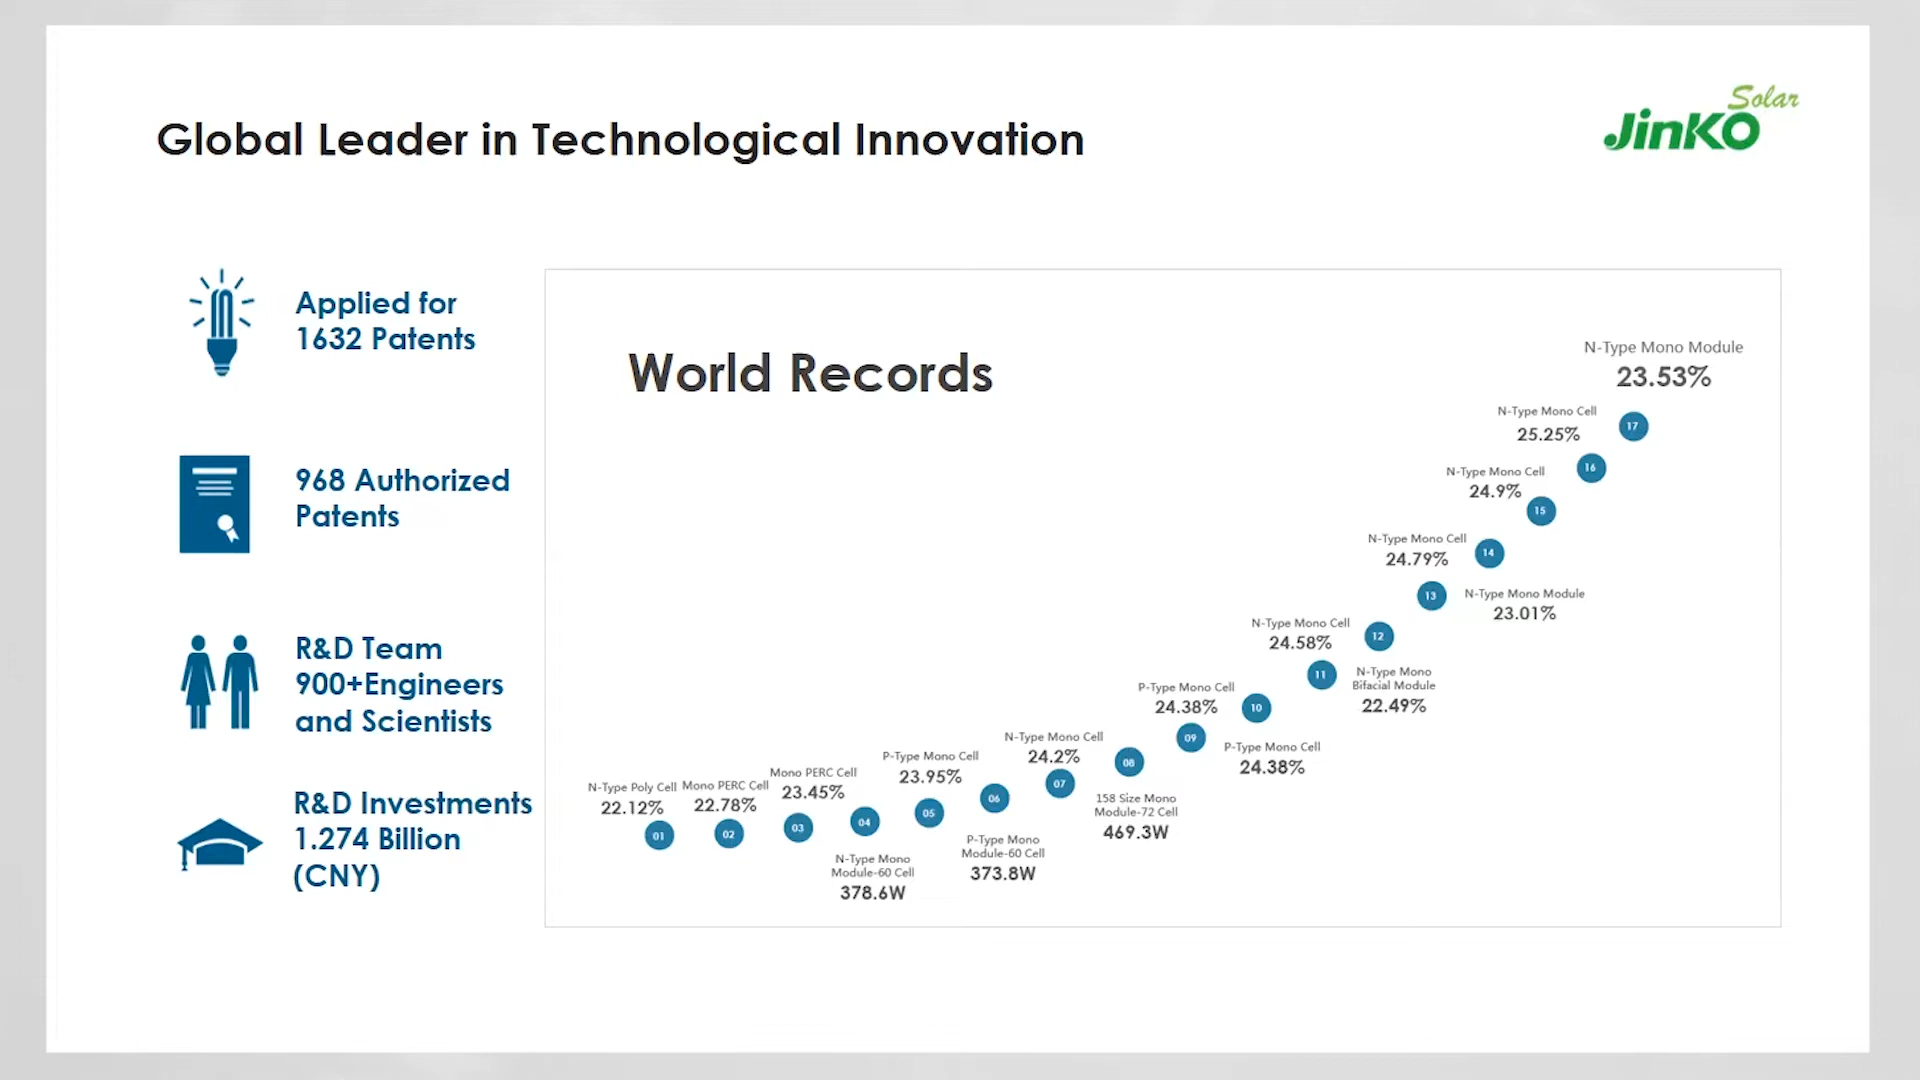 Global Leader in Technological Innovation
Solar
JinKO
Applied for
1632 Patents
968 Authorized
Patents
R&D Team
900+Engineers
and Scientists
R&D Investments
1.274 Billion
(CNY)
World Records
N-Type Poly Cell
22.12%
01
Mono PERC Cell
22.78%
02
Mono PERC Cell
23.45%
03
04
N-Type Mono
Module-60 Cell
378.6W
P-Type Mono Cell
23.95%
05
06
P-Type Mono
Module-60 Cell
373.8W
N-Type Mono Cell
24.2%
07
08
158 Size Mono
Module-72 Cell
469.3W
P-Type Mono Cell
24.38%
09
10
P-Type Mono Cell
24.38%
N-Type Mono Cell
24.58%
11
12
N-Type Mono
Bifacial Module
22.49%
N-Type Mono Cell
24.79%
13
14
N-Type Mono Module
23.01%
N-Type Mono Cell
24.9%
15
N-Type Mono Cell
25.25%
16
N-Type Mono Module
23.53%
17